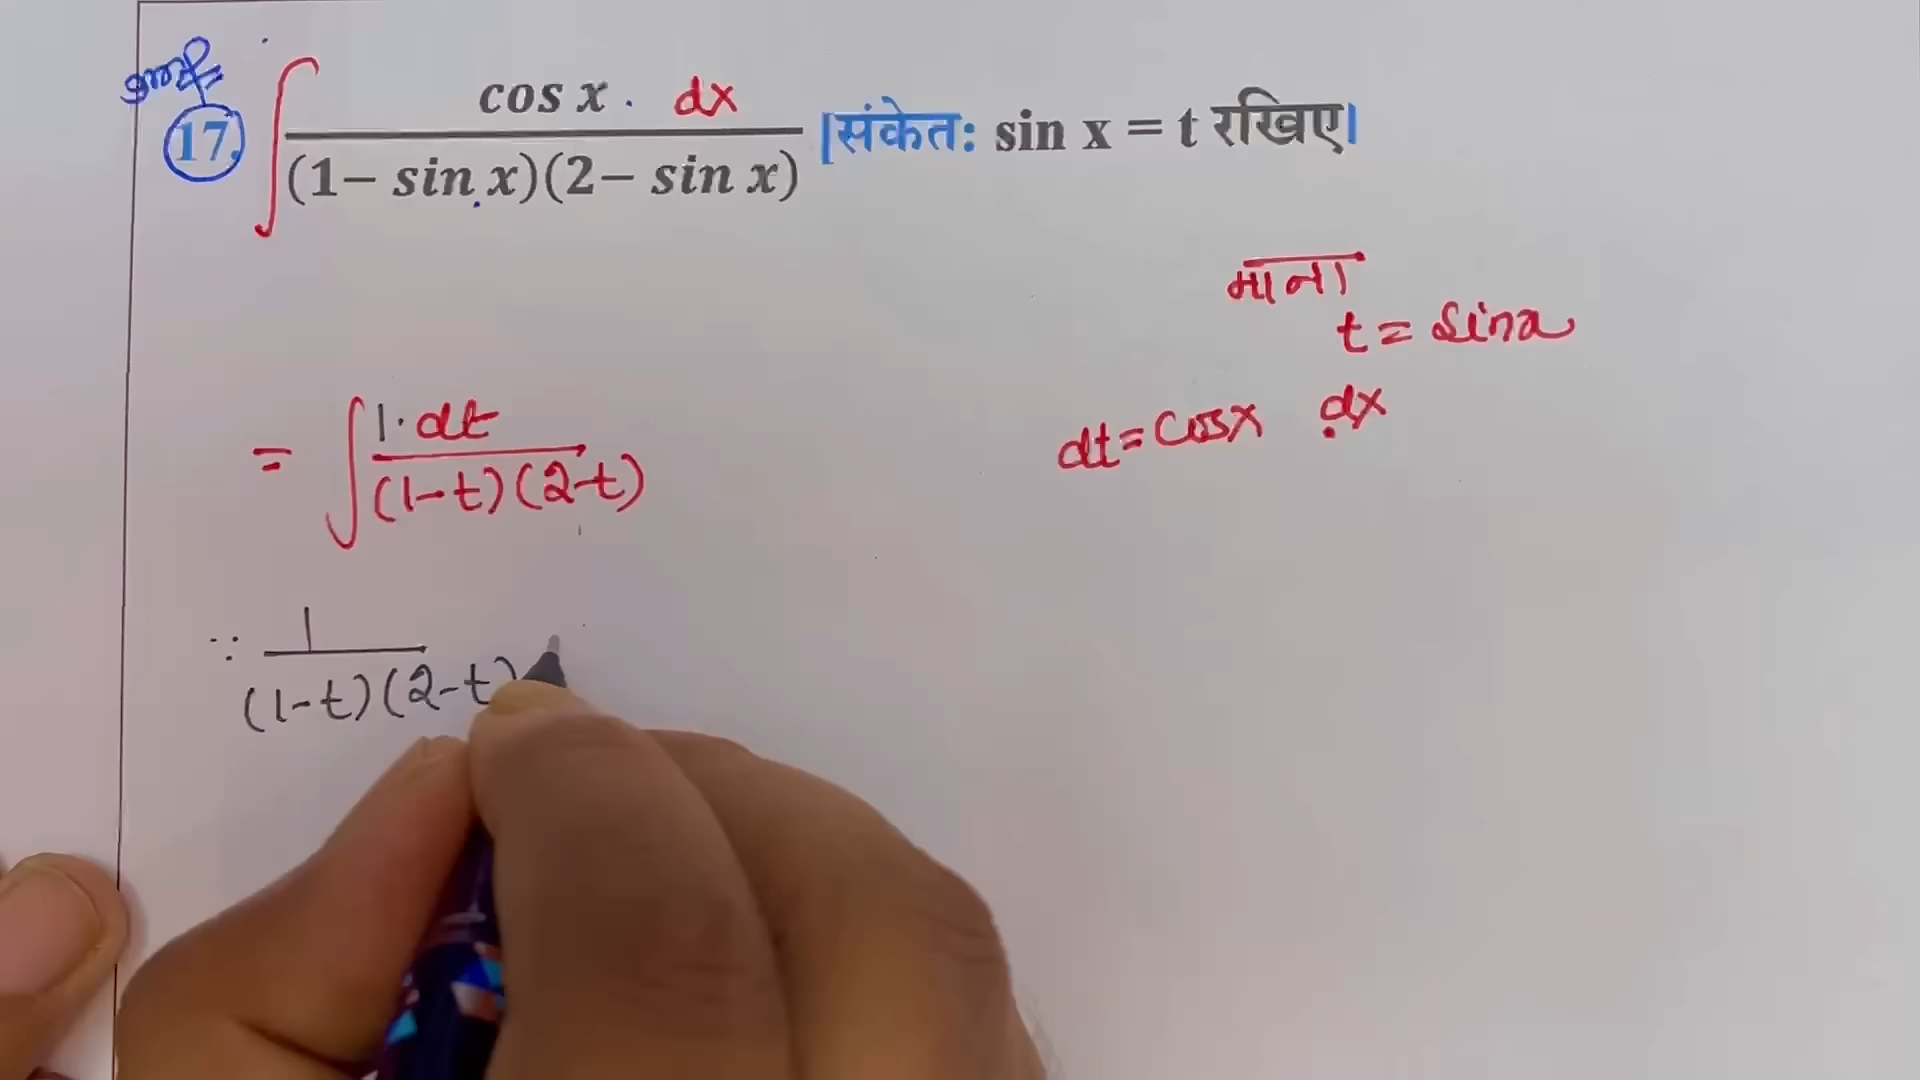 17. ∫ cos x . dx / (1− sin x)(2− sin x) [संकेत: sin x = t रखिए।
माना
t = sinx
dt = cosx dx
= ∫ 1·dt / (1-t)(2-t)
∵ 1 / (1-t)(2-t)